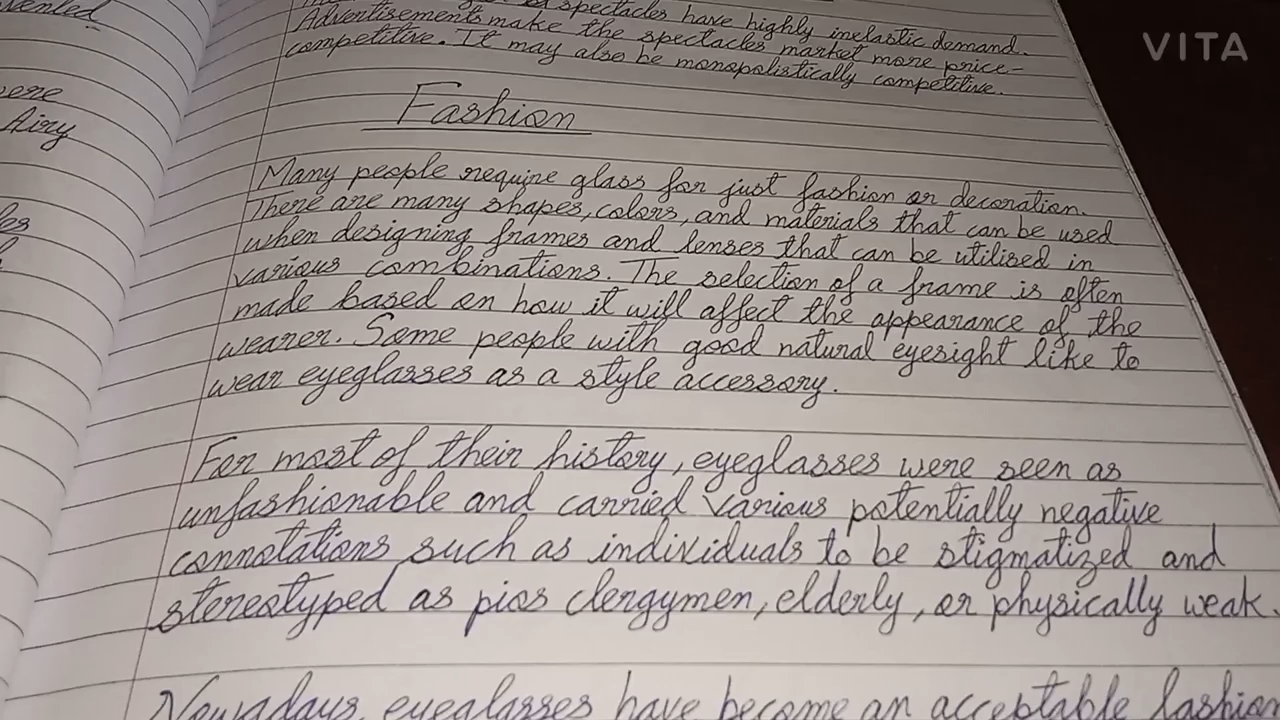 vented
ere
Airy
les
spectacles have highly inelastic demand.
Advertisements make the spectacles market more price-
competitive. It may also be monopolistically competitive.
Fashion
Many people require glass for just fashion or decoration.
There are many shapes, colors, and materials that can be used
when designing frames and lenses that can be utilised in
various combinations. The selection of a frame is often
made based on how it will affect the appearance of the
wearer. Some people with good natural eyesight like to
wear eyeglasses as a style accessory.
For most of their history, eyeglasses were seen as
unfashionable and carried various potentially negative
connotations such as individuals to be stigmatized and
stereotyped as pios clergymen, elderly, or physically weak.
Nowadays, eyeglasses have become an acceptable fashion
VITA